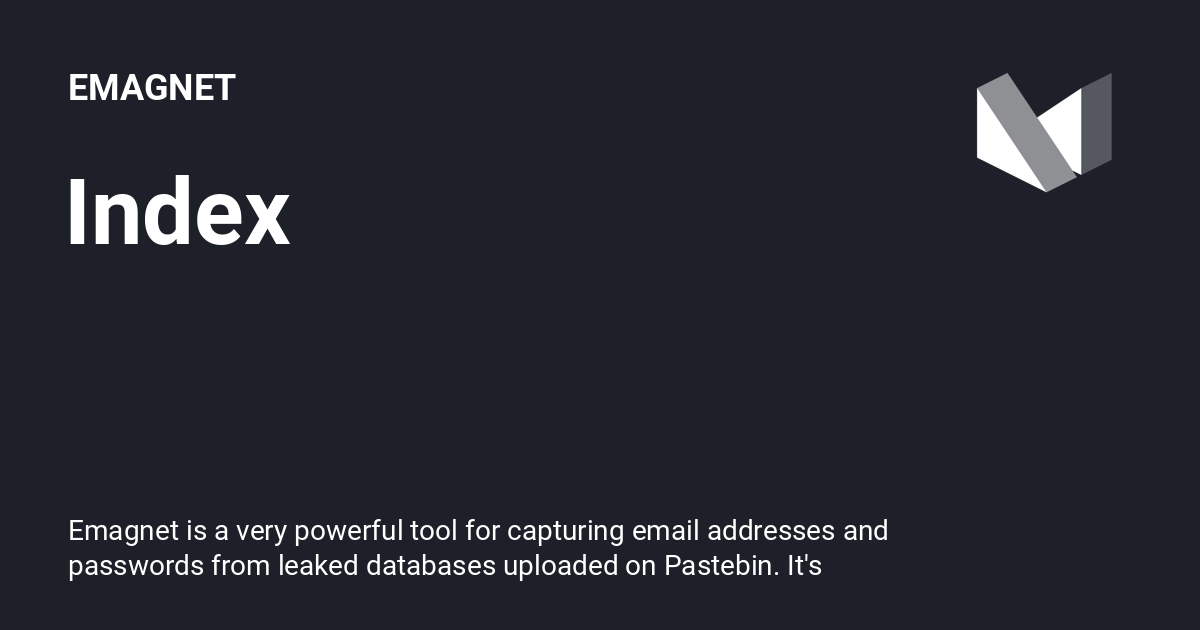 EMAGNET
Index
Emagnet is a very powerful tool for capturing email addresses and
passwords from leaked databases uploaded on Pastebin. It's